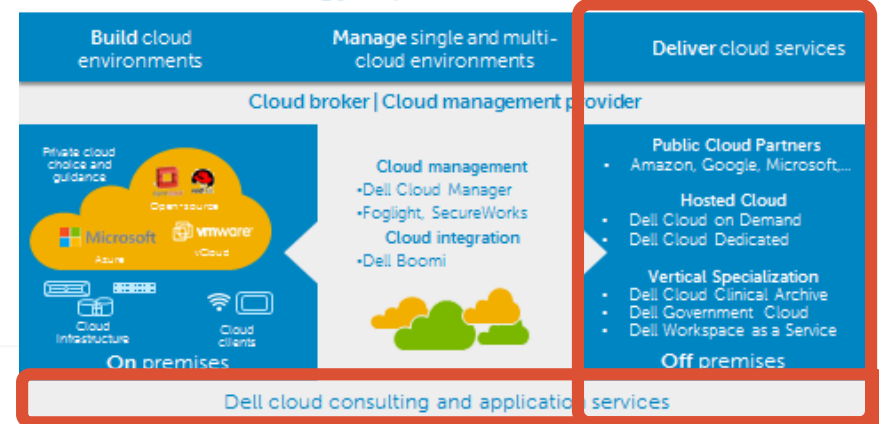 Build cloud
environments
Manage single and multi-
cloud environments
Deliver cloud services
Cloud broker | Cloud management provider
Private cloud
choice and
guidance
Open-source
Microsoft
Azure
vmware
vCloud
Cloud
Infrastructure
Cloud
clients
On premises
Cloud management
•Dell Cloud Manager
•Foglight, SecureWorks
Cloud integration
•Dell Boomi
Public Cloud Partners
• Amazon, Google, Microsoft,...
Hosted Cloud
• Dell Cloud on Demand
• Dell Cloud Dedicated
Vertical Specialization
• Dell Cloud Clinical Archive
• Dell Government Cloud
• Dell Workspace as a Service
Off premises
Dell cloud consulting and application services